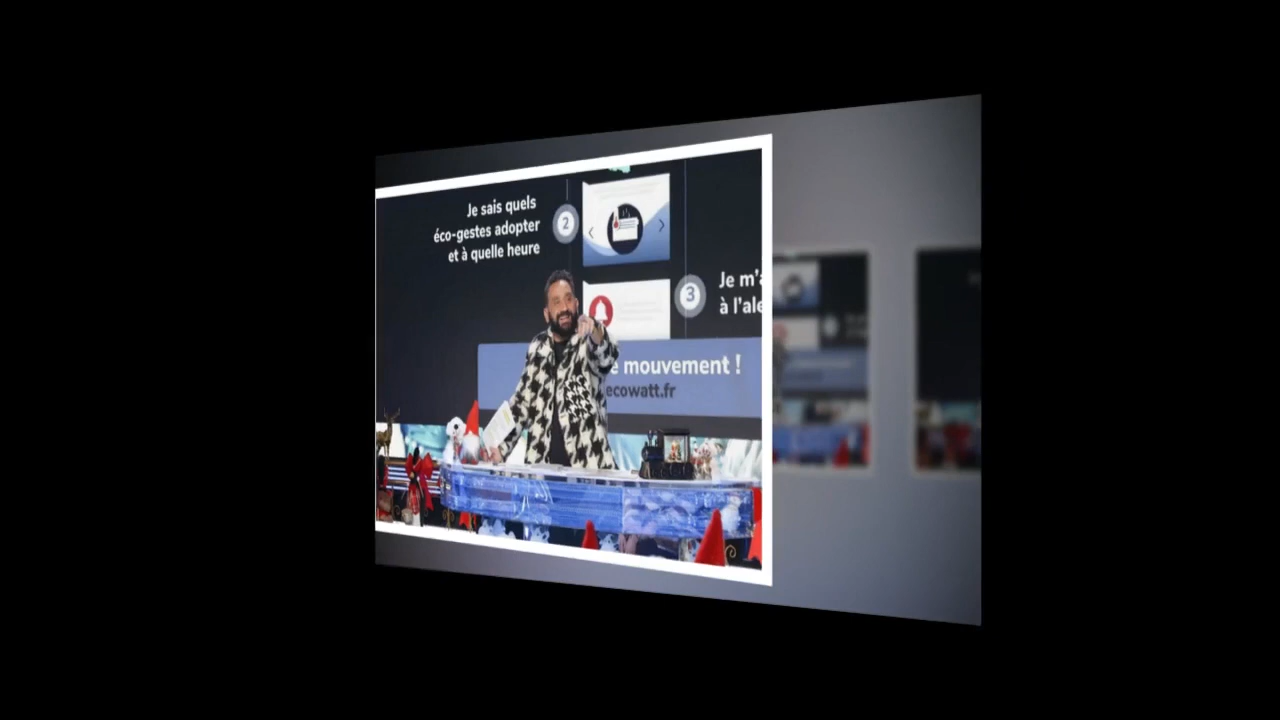 Je sais quels
éco-gestes adopter
et à quelle heure
2
3
Je m'
à l'ale
mouvement !
ecowatt.fr